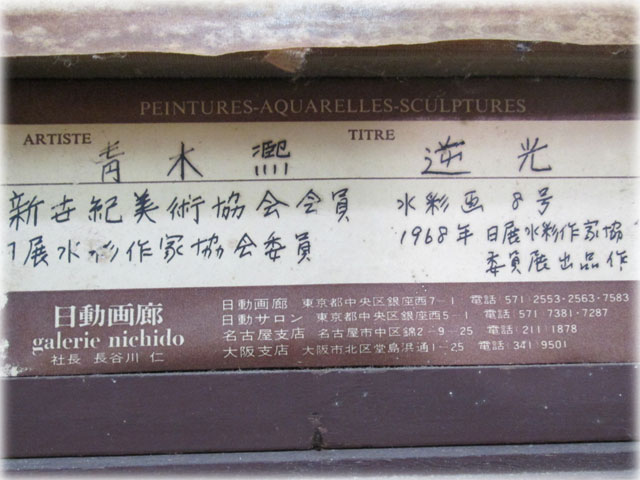 PEINTURES-AQUARELLES-SCULPTURES
ARTISTE 青木熙
TITRE 逆光
新世紀美術協会会員
日展水彩作家協会委員
水彩画 8号
1968年 日展水彩作家協
委員展出品作
日動画廊
galerie nichido
社長 長谷川 仁
日動画廊 東京都中央区銀座西7-1 電話:571 2553-2563-7583
日動サロン 東京都中央区銀座西5-1 電話:571 7381-7287
名古屋支店 名古屋市中区錦2-9-25 電話:211 1878
大阪支店 大阪市北区堂島浜通1-25 電話:341 9501